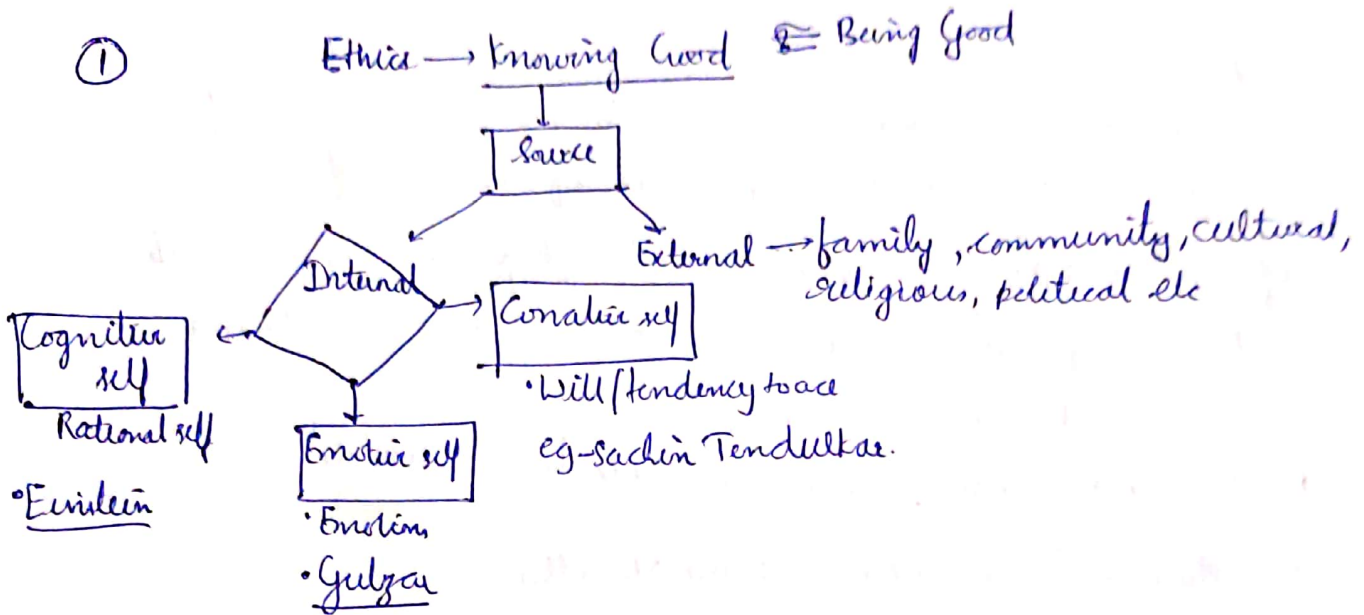 ① Ethics → Knowing Good Being Good
Source
Internal
External → family, community, cultural,
religious, political etc
Cognitive
self
Rational self
• Einstein
Emotive self
• Emotions
• Gulzar
Conative self
• Will/tendency to act
eg-Sachin Tendulkar.